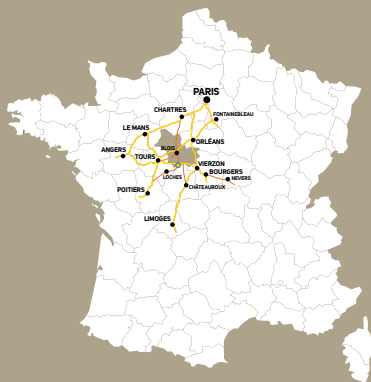 PARIS
CHARTRES
FONTAINEBLEAU
LE MANS
ORLÉANS
BLOIS
ANGERS
TOURS
VIERZON
LOCHES
BOURGERS
NEVERS
CHÂTEAUROUX
POITIERS
LIMOGES